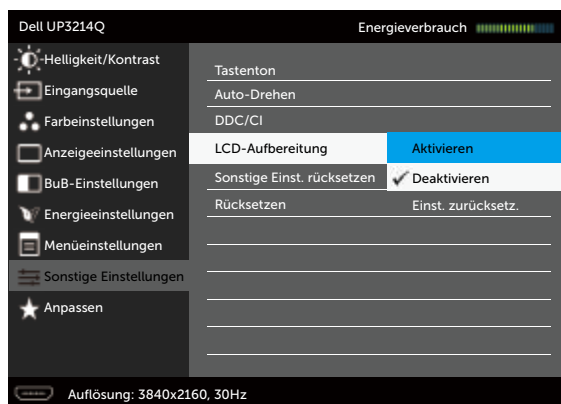 Dell UP3214Q
Energieverbrauch
Helligkeit/Kontrast
Eingangsquelle
Farbeinstellungen
Anzeigeeinstellungen
BuB-Einstellungen
Energieeinstellungen
Menüeinstellungen
Sonstige Einstellungen
Anpassen
Tastenton
Auto-Drehen
DDC/CI
LCD-Aufbereitung
Aktivieren
Sonstige Einst. rücksetzen
Deaktivieren
Rücksetzen
Einst. zurücksetz.
Auflösung: 3840x2160, 30Hz